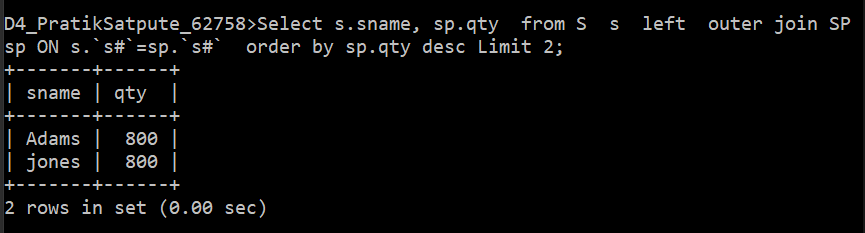 D4_PratikSatpute_62758>Select s.sname, sp.qty  from S  s  left  outer join SP
sp ON s.`s#`=sp.`s#`  order by sp.qty desc Limit 2;
+-------+------+
| sname | qty  |
+-------+------+
| Adams |  800 |
| jones |  800 |
+-------+------+
2 rows in set (0.00 sec)